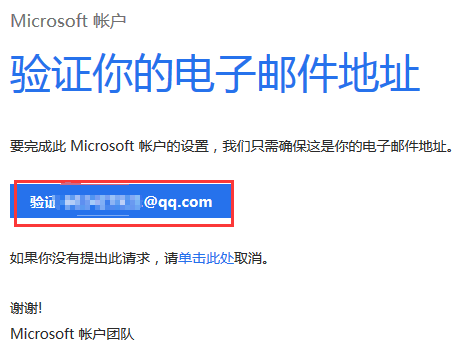 Microsoft 帐户
验证你的电子邮件地址
要完成此 Microsoft 帐户的设置，我们只需确保这是你的电子邮件地址。
验证 @qq.com
如果你没有提出此请求，请单击此处取消。
谢谢!
Microsoft 帐户团队